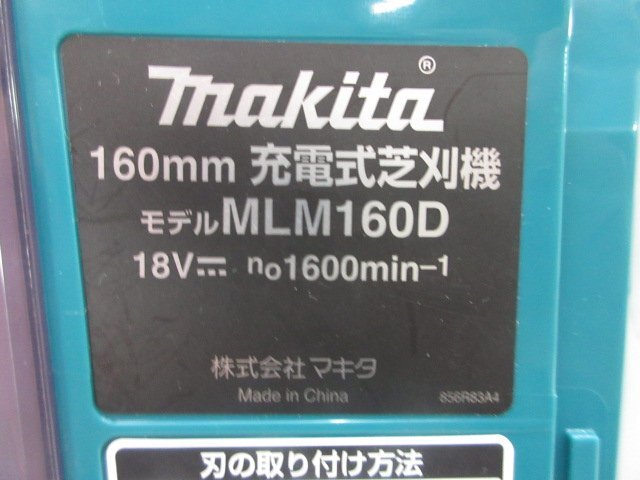 makita®
160mm 充電式芝刈機
モデルMLM160D
18V⎓ no1600min-1
株式会社マキタ
Made in China
856R83A4
刃の取り付け方法